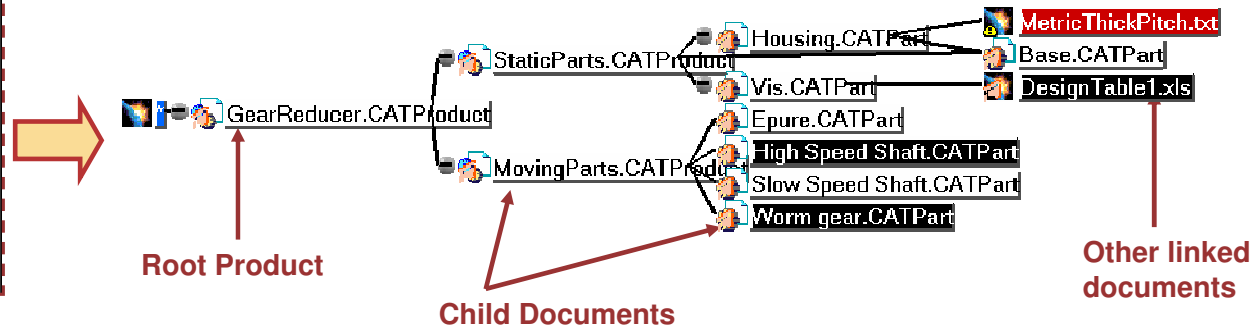 MetricThickPitch.txt
Housing.CATPart
Base.CATPart
StaticParts.CATProduct
Vis.CATPart
DesignTable1.xls
GearReducer.CATProduct
Epure.CATPart
High Speed Shaft.CATPart
MovingParts.CATProduct
Slow Speed Shaft.CATPart
Worm gear.CATPart
Root Product
Other linked
documents
Child Documents